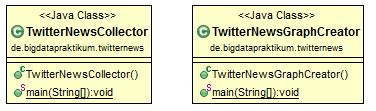 <<Java Class>>
TwitterNewsCollector
de.bigdatapraktikum.twitternews
TwitterNewsCollector()
main(String[]):void
<<Java Class>>
TwitterNewsGraphCreator
de.bigdatapraktikum.twitternews
TwitterNewsGraphCreator()
main(String[]):void